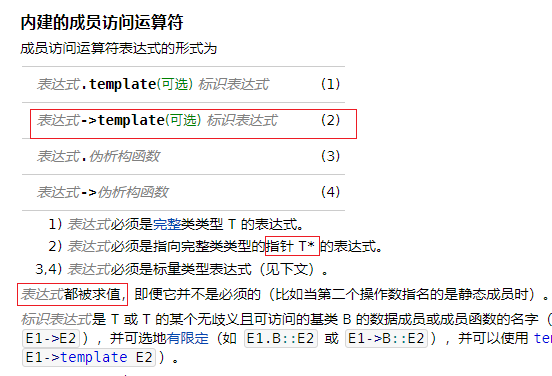 内建的成员访问运算符
成员访问运算符表达式的形式为
表达式.template(可选) 标识表达式 (1)
表达式->template(可选) 标识表达式 (2)
表达式.伪析构函数 (3)
表达式->伪析构函数 (4)
1) 表达式必须是完整类类型 T 的表达式。
2) 表达式必须是指向完整类类型的指针 T* 的表达式。
3,4) 表达式必须是标量类型表达式（见下文）。
表达式都被求值，即便它并不是必须的（比如当第二个操作数指名的是静态成员时）。
标识表达式是 T 或 T 的某个无歧义且可访问的基类 B 的数据成员或成员函数的名字（
E1->E2），并可选地有限定（如 E1.B::E2 或 E1->B::E2），并可以使用 tem
E1->template E2）。